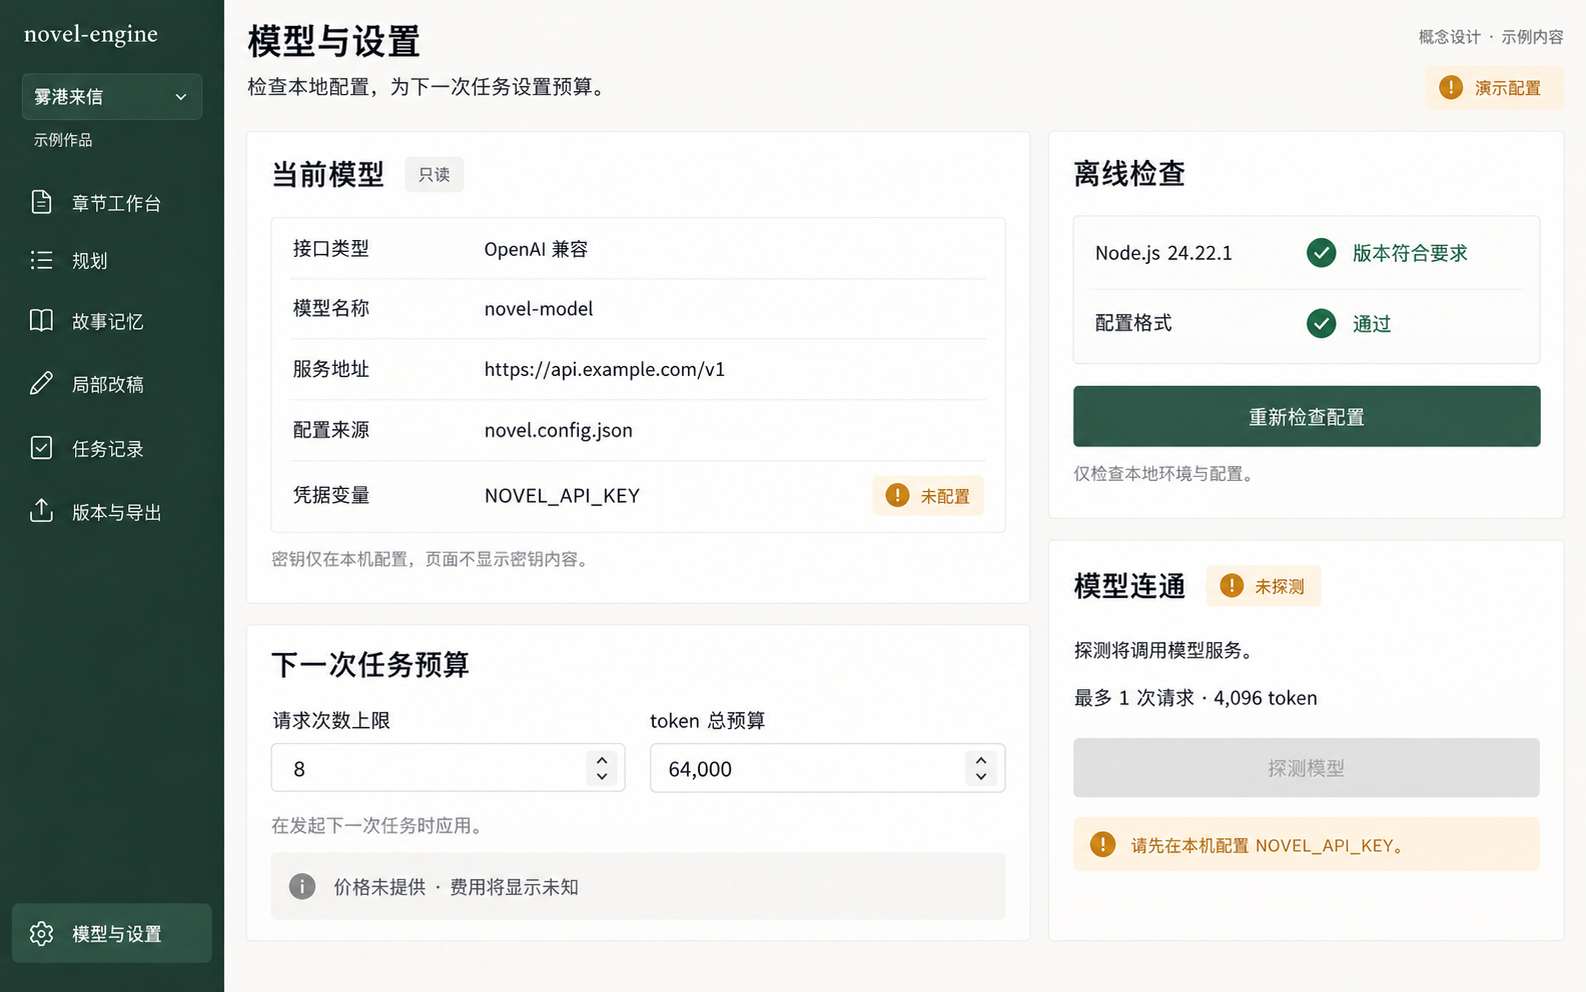 novel-engine
雾港来信
示例作品
章节工作台
规划
故事记忆
局部改稿
任务记录
版本与导出
模型与设置
模型与设置
检查本地配置，为下一次任务设置预算。
概念设计 · 示例内容
演示配置
当前模型 只读
接口类型 OpenAI 兼容
模型名称 novel-model
服务地址 https://api.example.com/v1
配置来源 novel.config.json
凭据变量 NOVEL_API_KEY 未配置
密钥仅在本机配置，页面不显示密钥内容。
下一次任务预算
请求次数上限 token 总预算
8 64,000
在发起下一次任务时应用。
价格未提供 · 费用将显示未知
离线检查
Node.js 24.22.1 版本符合要求
配置格式 通过
重新检查配置
仅检查本地环境与配置。
模型连通 未探测
探测将调用模型服务。
最多 1 次请求 · 4,096 token
探测模型
请先在本机配置 NOVEL_API_KEY。